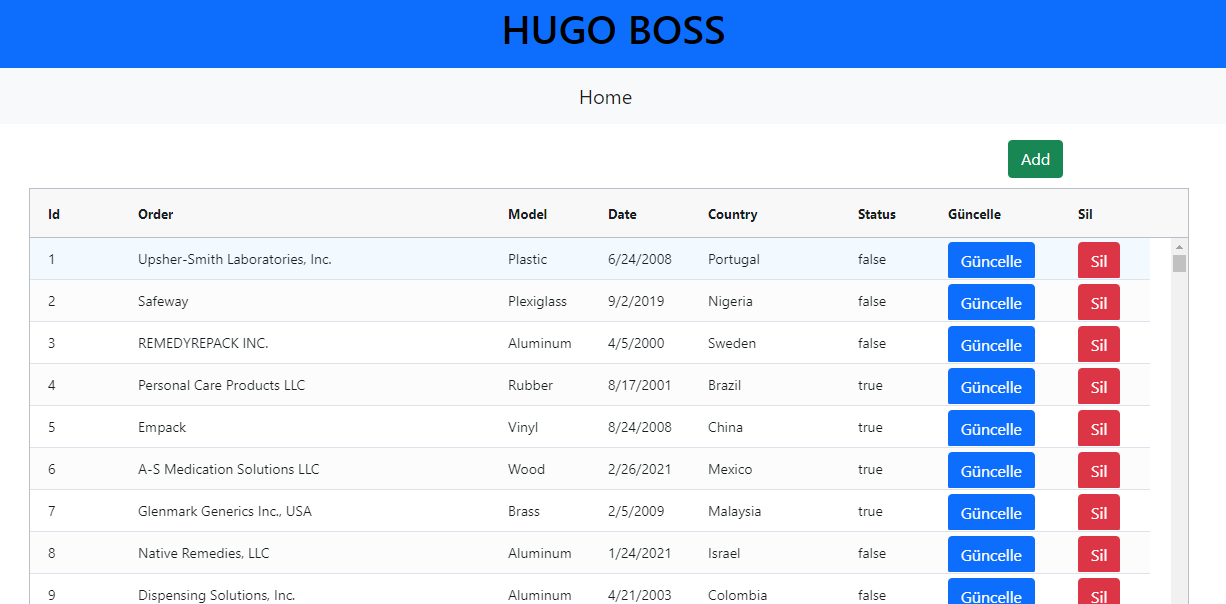 HUGO BOSS
Home
Add
Id Order Model Date Country Status Güncelle Sil
1 Upsher-Smith Laboratories, Inc. Plastic 6/24/2008 Portugal false Güncelle Sil
2 Safeway Plexiglass 9/2/2019 Nigeria false Güncelle Sil
3 REMEDYREPACK INC. Aluminum 4/5/2000 Sweden false Güncelle Sil
4 Personal Care Products LLC Rubber 8/17/2001 Brazil true Güncelle Sil
5 Empack Vinyl 8/24/2008 China true Güncelle Sil
6 A-S Medication Solutions LLC Wood 2/26/2021 Mexico true Güncelle Sil
7 Glenmark Generics Inc., USA Brass 2/5/2009 Malaysia true Güncelle Sil
8 Native Remedies, LLC Aluminum 1/24/2021 Israel false Güncelle Sil
9 Dispensing Solutions, Inc. Aluminum 4/21/2003 Colombia false Güncelle Sil